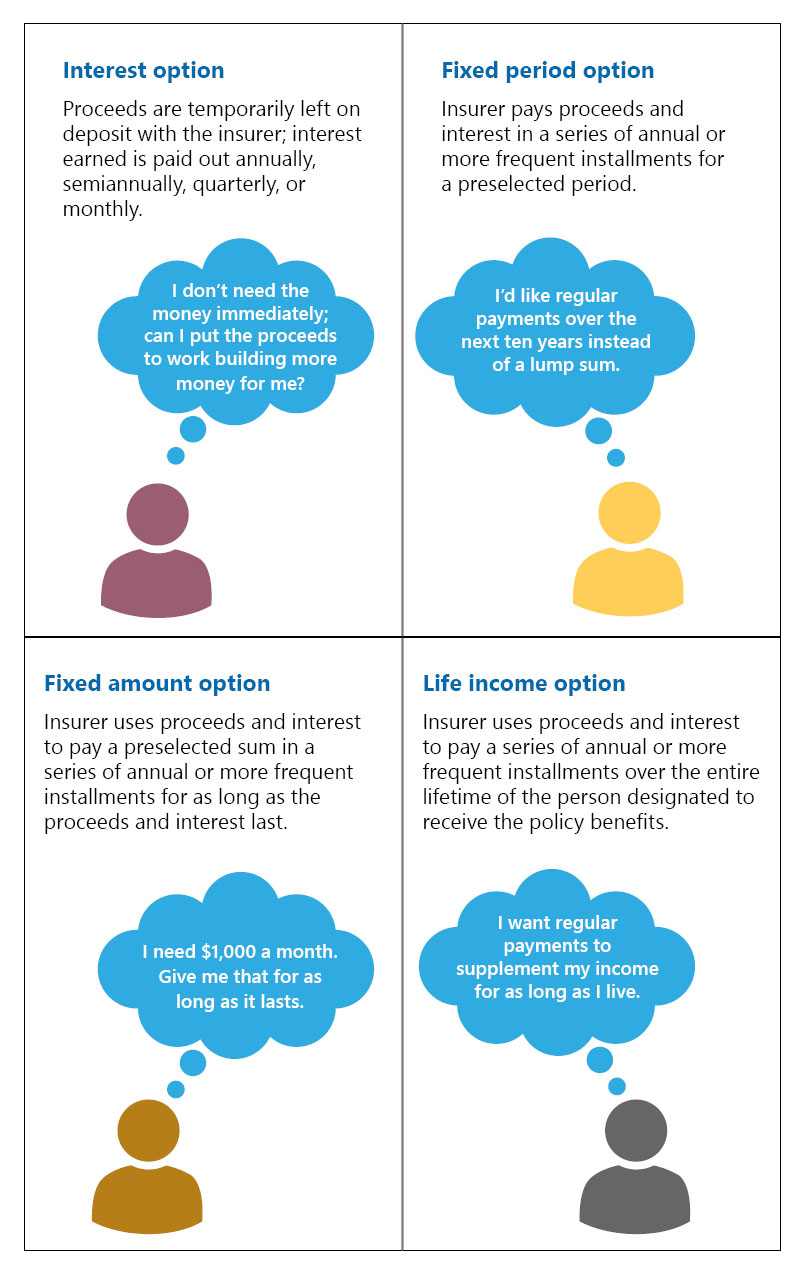 Interest option
Proceeds are temporarily left on
deposit with the insurer; interest
earned is paid out annually,
semiannually, quarterly, or
monthly.
I don’t need the
money immediately;
can I put the proceeds
to work building more
money for me?
Fixed period option
Insurer pays proceeds and
interest in a series of annual or
more frequent installments for
a preselected period.
I’d like regular
payments over the
next ten years instead
of a lump sum.
Fixed amount option
Insurer uses proceeds and interest
to pay a preselected sum in a
series of annual or more frequent
installments for as long as the
proceeds and interest last.
I need $1,000 a month.
Give me that for as
long as it lasts.
Life income option
Insurer uses proceeds and interest
to pay a series of annual or more
frequent installments over the entire
lifetime of the person designated to
receive the policy benefits.
I want regular
payments to
supplement my income
for as long as I live.